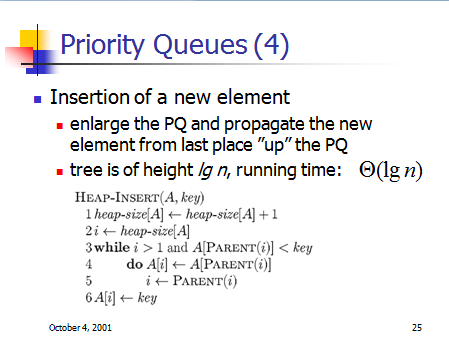 Priority Queues (4)
Insertion of a new element
enlarge the PQ and propagate the new
element from last place ″up″ the PQ
tree is of height lg n, running time: Θ(lg n)
HEAP-INSERT(A, key)
1 heap-size[A] ← heap-size[A] + 1
2 i ← heap-size[A]
3 while i > 1 and A[PARENT(i)] < key
4 do A[i] ← A[PARENT(i)]
5 i ← PARENT(i)
6 A[i] ← key
October 4, 2001 25